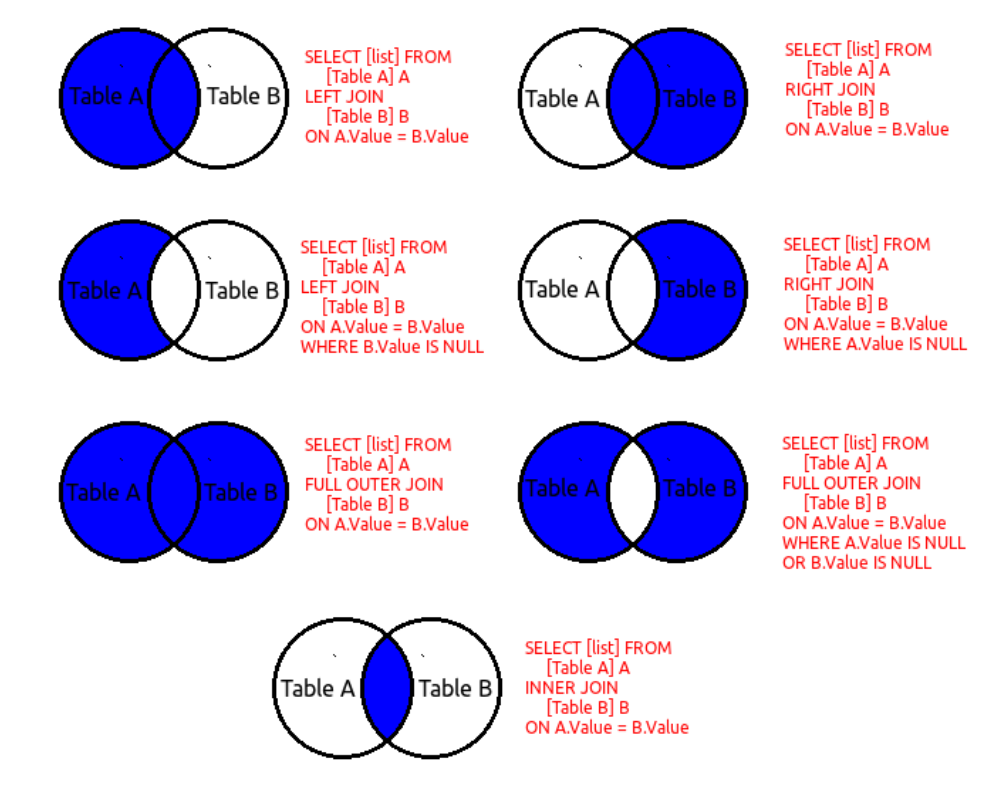 Table A Table B
SELECT [list] FROM
[Table A] A
LEFT JOIN
[Table B] B
ON A.Value = B.Value
Table A Table B
SELECT [list] FROM
[Table A] A
RIGHT JOIN
[Table B] B
ON A.Value = B.Value
Table A Table B
SELECT [list] FROM
[Table A] A
LEFT JOIN
[Table B] B
ON A.Value = B.Value
WHERE B.Value IS NULL
Table A Table B
SELECT [list] FROM
[Table A] A
RIGHT JOIN
[Table B] B
ON A.Value = B.Value
WHERE A.Value IS NULL
Table A Table B
SELECT [list] FROM
[Table A] A
FULL OUTER JOIN
[Table B] B
ON A.Value = B.Value
Table A Table B
SELECT [list] FROM
[Table A] A
FULL OUTER JOIN
[Table B] B
ON A.Value = B.Value
WHERE A.Value IS NULL
OR B.Value IS NULL
Table A Table B
SELECT [list] FROM
[Table A] A
INNER JOIN
[Table B] B
ON A.Value = B.Value